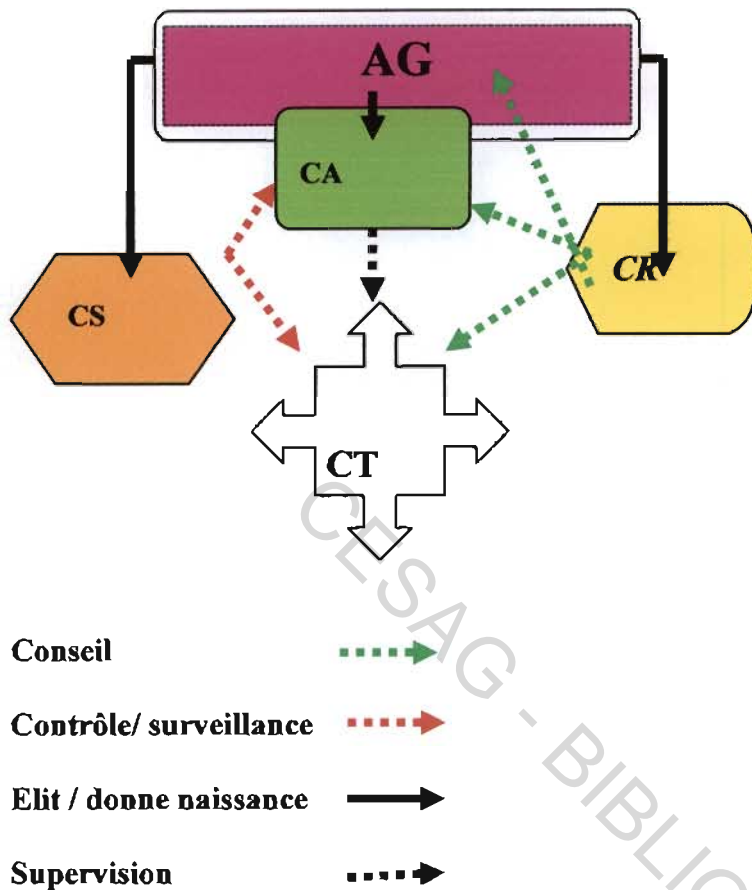 AG
CA
CS
CR
CT
CESAG - BIBLIO
Conseil
Contrôle/ surveillance
Elit / donne naissance
Supervision